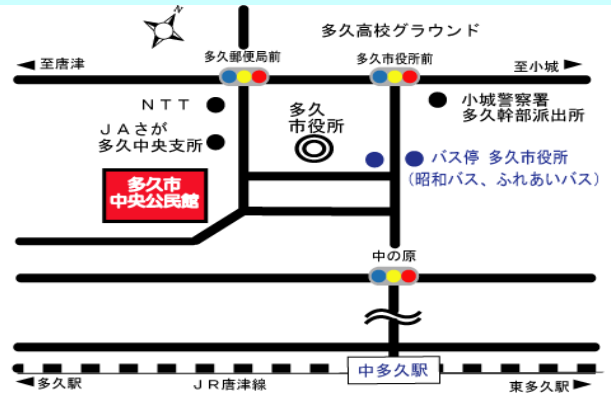 N
多久高校グラウンド
多久郵便局前
多久市役所前
至唐津
至小城
NTT
多久
市役所
小城警察署
多久幹部派出所
JAさが
多久中央支所
バス停 多久市役所
(昭和バス、ふれあいバス)
多久市
中央公民館
中の原
中多久駅
多久駅
JR唐津線
東多久駅